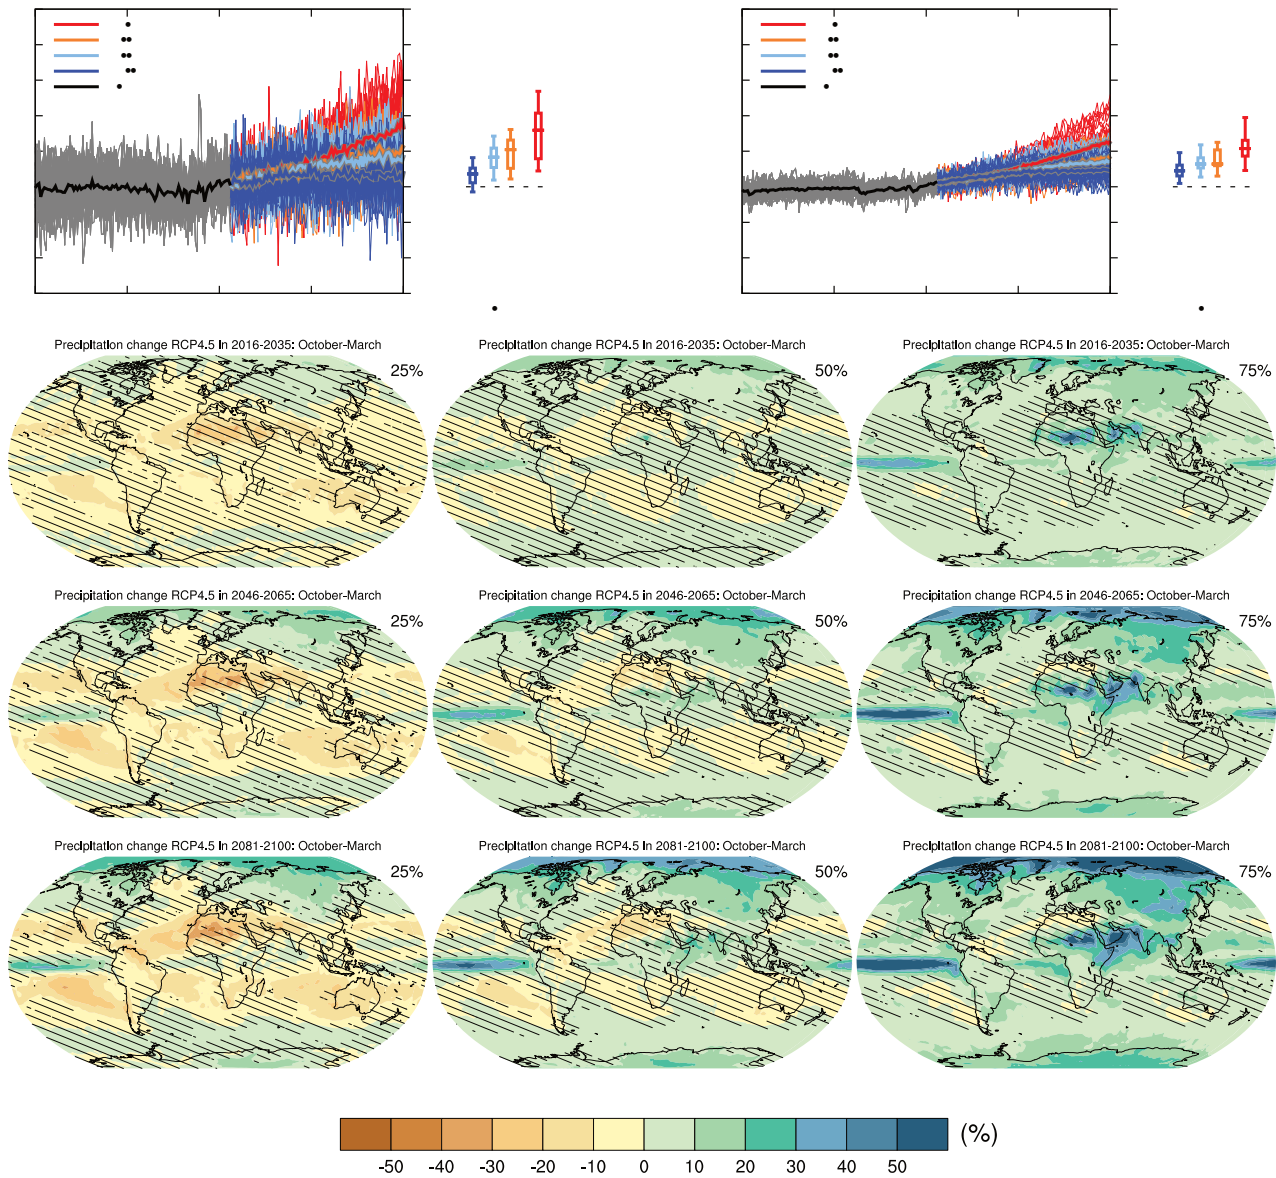 Precipitation change RCP4.5 in 2016-2035: October-March
25%
Precipitation change RCP4.5 in 2016-2035: October-March
50%
Precipitation change RCP4.5 in 2016-2035: October-March
75%
Precipitation change RCP4.5 in 2046-2065: October-March
25%
Precipitation change RCP4.5 in 2046-2065: October-March
50%
Precipitation change RCP4.5 in 2046-2065: October-March
75%
Precipitation change RCP4.5 in 2081-2100: October-March
25%
Precipitation change RCP4.5 in 2081-2100: October-March
50%
Precipitation change RCP4.5 in 2081-2100: October-March
75%
(%)
-50 -40 -30 -20 -10 0 10 20 30 40 50